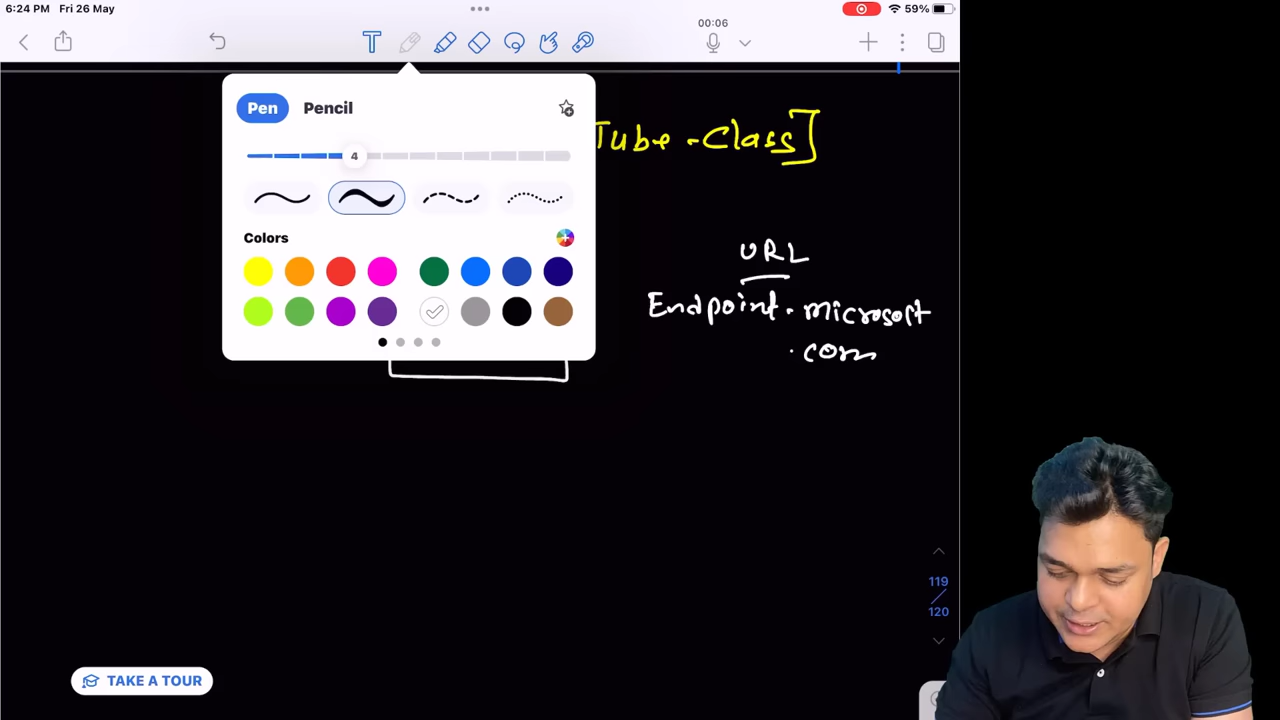 6:24 PM Fri 26 May
59%
00:06
T
Pen Pencil
4
Colors
Tube - Class]
URL
Endpoint.microsoft
.com
119
120
TAKE A TOUR